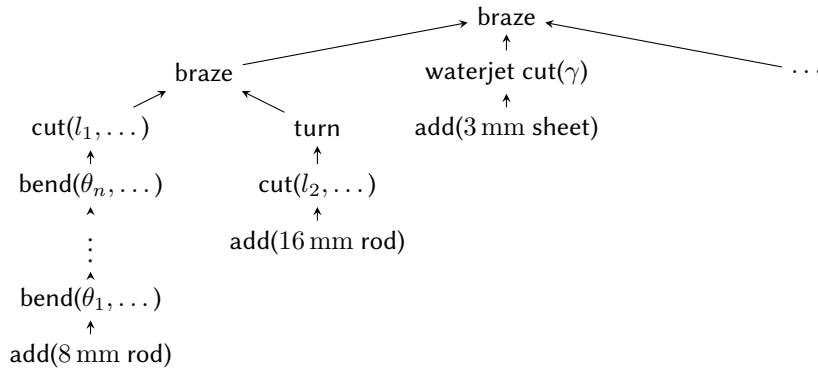 braze
braze
waterjet cut(γ)
...
cut(l₁, . . . )
turn
add(3 mm sheet)
bend(θₙ, . . . )
cut(l₂, . . . )
⋮
add(16 mm rod)
bend(θ₁, . . . )
add(8 mm rod)